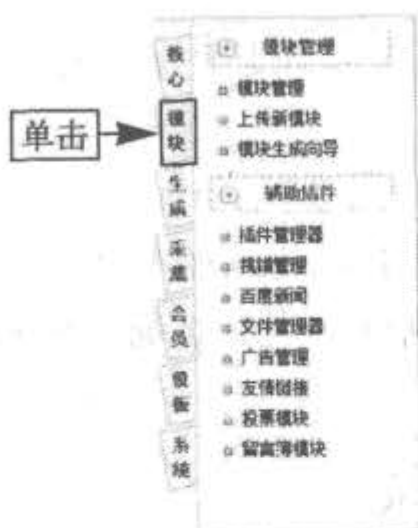 单击
核心
模块
生成
采集
会员
模板
系统
模块管理
模块管理
上传新模块
模块生成向导
辅助插件
插件管理器
挑错管理
百度新闻
文件管理器
广告管理
友情链接
投票模块
留言簿模块